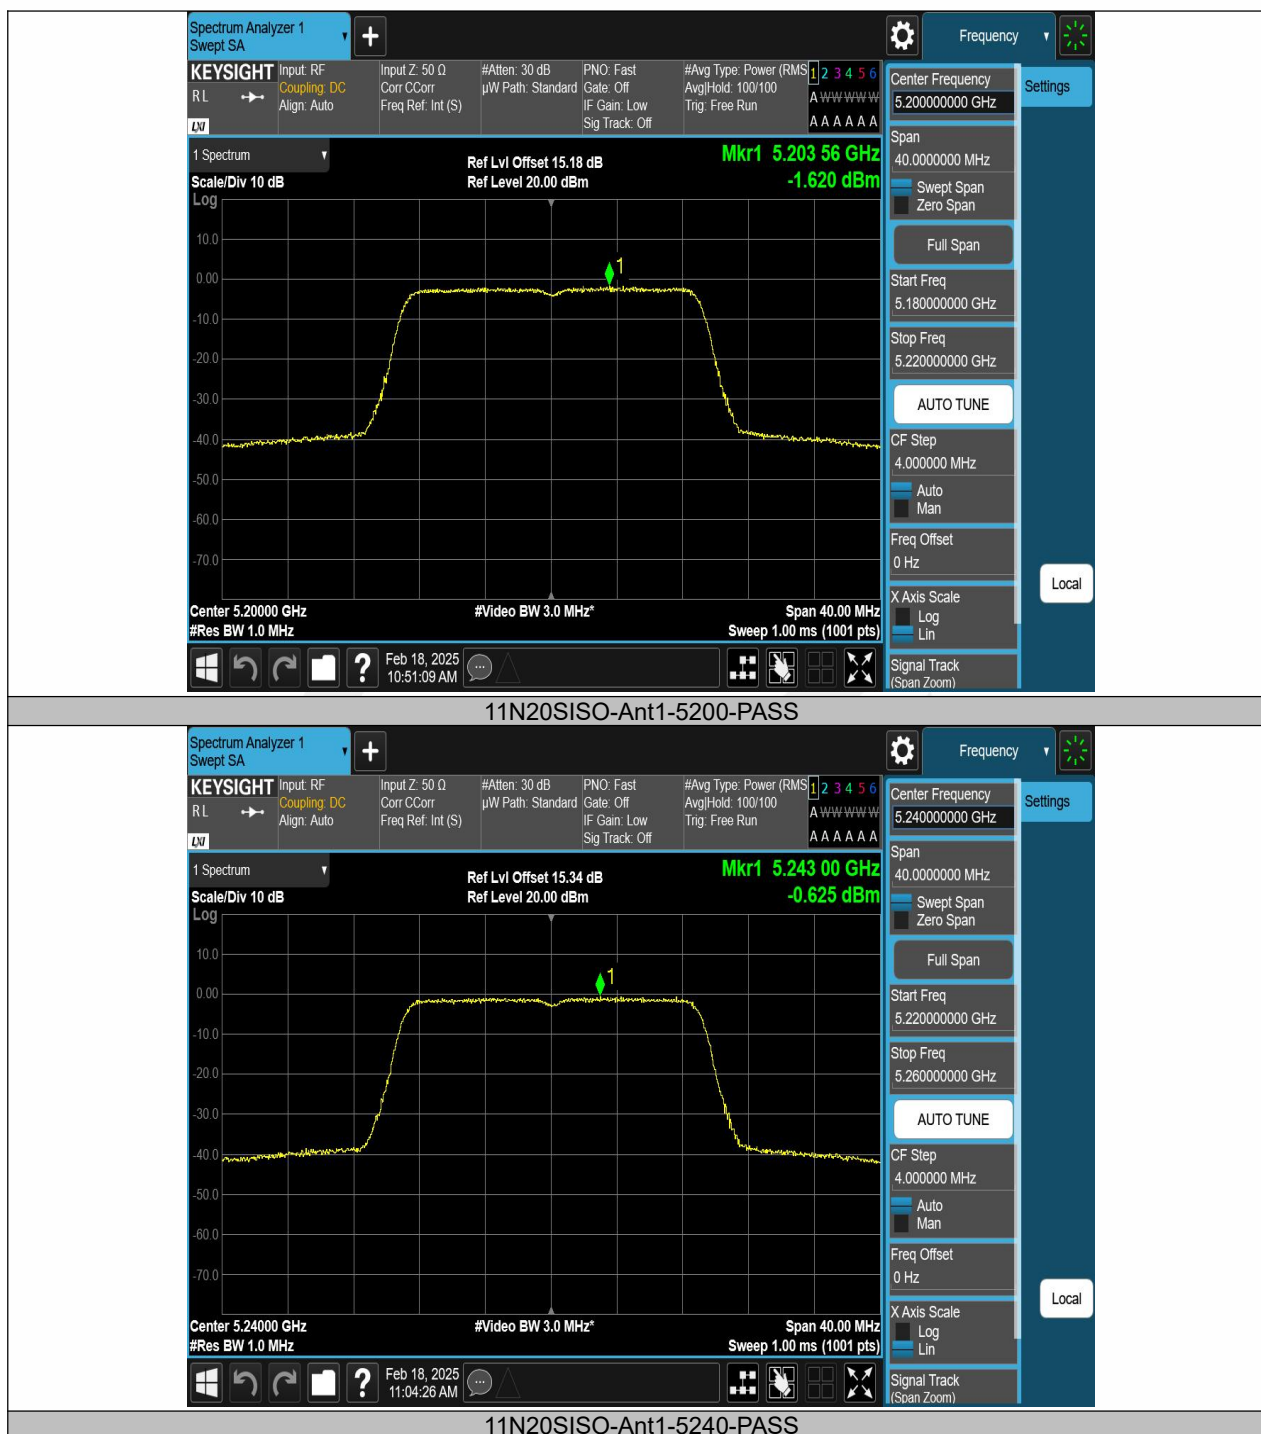 Spectrum Analyzer 1
Swept SA
Frequency
KEYSIGHT
RL
LXI
Input: RF
Coupling: DC
Align: Auto
Input Z: 50 Ω
Corr CCorr
Freq Ref: Int (S)
#Atten: 30 dB
µW Path: Standard
PNO: Fast
Gate: Off
IF Gain: Low
Sig Track: Off
#Avg Type: Power (RMS
Avg|Hold: 100/100
Trig: Free Run
1 2 3 4 5 6
A W W W W W
A A A A A A
1 Spectrum
Scale/Div 10 dB
Log
Ref Lvl Offset 15.18 dB
Ref Level 20.00 dBm
Mkr1 5.203 56 GHz
-1.620 dBm
1
10.0
0.00
-10.0
-20.0
-30.0
-40.0
-50.0
-60.0
-70.0
Center 5.20000 GHz
#Res BW 1.0 MHz
#Video BW 3.0 MHz*
Span 40.00 MHz
Sweep 1.00 ms (1001 pts)
Feb 18, 2025
10:51:09 AM
?
Center Frequency
5.200000000 GHz
Settings
Span
40.0000000 MHz
Swept Span
Zero Span
Full Span
Start Freq
5.180000000 GHz
Stop Freq
5.220000000 GHz
AUTO TUNE
CF Step
4.000000 MHz
Auto
Man
Freq Offset
0 Hz
X Axis Scale
Log
Lin
Local
Signal Track
(Span Zoom)
11N20SISO-Ant1-5200-PASS
Spectrum Analyzer 1
Swept SA
Frequency
KEYSIGHT
RL
LXI
Input: RF
Coupling: DC
Align: Auto
Input Z: 50 Ω
Corr CCorr
Freq Ref: Int (S)
#Atten: 30 dB
µW Path: Standard
PNO: Fast
Gate: Off
IF Gain: Low
Sig Track: Off
#Avg Type: Power (RMS
Avg|Hold: 100/100
Trig: Free Run
1 2 3 4 5 6
A W W W W W
A A A A A A
1 Spectrum
Scale/Div 10 dB
Log
Ref Lvl Offset 15.34 dB
Ref Level 20.00 dBm
Mkr1 5.243 00 GHz
-0.625 dBm
1
10.0
0.00
-10.0
-20.0
-30.0
-40.0
-50.0
-60.0
-70.0
Center 5.24000 GHz
#Res BW 1.0 MHz
#Video BW 3.0 MHz*
Span 40.00 MHz
Sweep 1.00 ms (1001 pts)
Feb 18, 2025
11:04:26 AM
?
Center Frequency
5.240000000 GHz
Settings
Span
40.0000000 MHz
Swept Span
Zero Span
Full Span
Start Freq
5.220000000 GHz
Stop Freq
5.260000000 GHz
AUTO TUNE
CF Step
4.000000 MHz
Auto
Man
Freq Offset
0 Hz
X Axis Scale
Log
Lin
Local
Signal Track
(Span Zoom)
11N20SISO-Ant1-5240-PASS